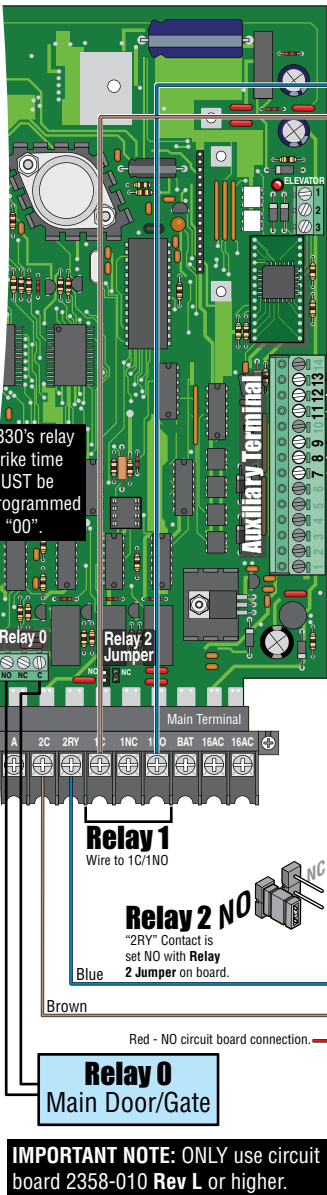 ELEVATOR
1
2
3
Auxiliary Terminal
14
13
12
11
10
9
8
7
6
5
4
3
2
1
830's relay
rike time
UST be
rogrammed
“00”.
Relay 0
NO NC C
Relay 2
Jumper
NO NC
Main Terminal
A 2C 2RY 1C 1NC 1NO BAT 16AC 16AC
Relay 1
Wire to 1C/1NO
Relay 2 NO
NC
“2RY” Contact is
set NO with Relay
2 Jumper on board.
Blue
Brown
Red - NO circuit board connection.
Relay 0
Main Door/Gate
IMPORTANT NOTE: ONLY use circuit
board 2358-010 Rev L or higher.